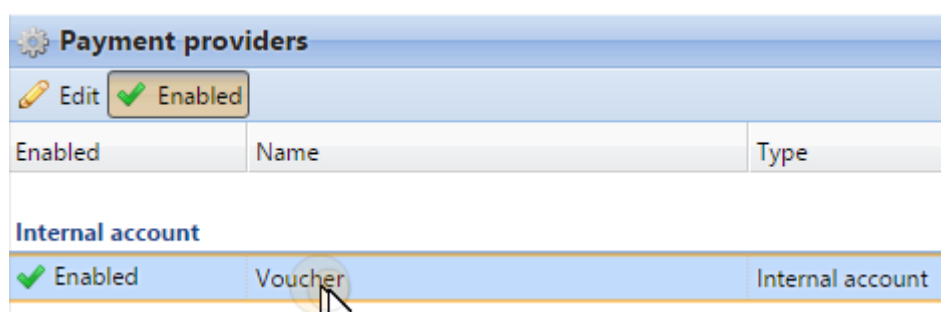 Payment providers
Edit Enabled
Enabled Name Type
Internal account
Enabled Voucher Internal account